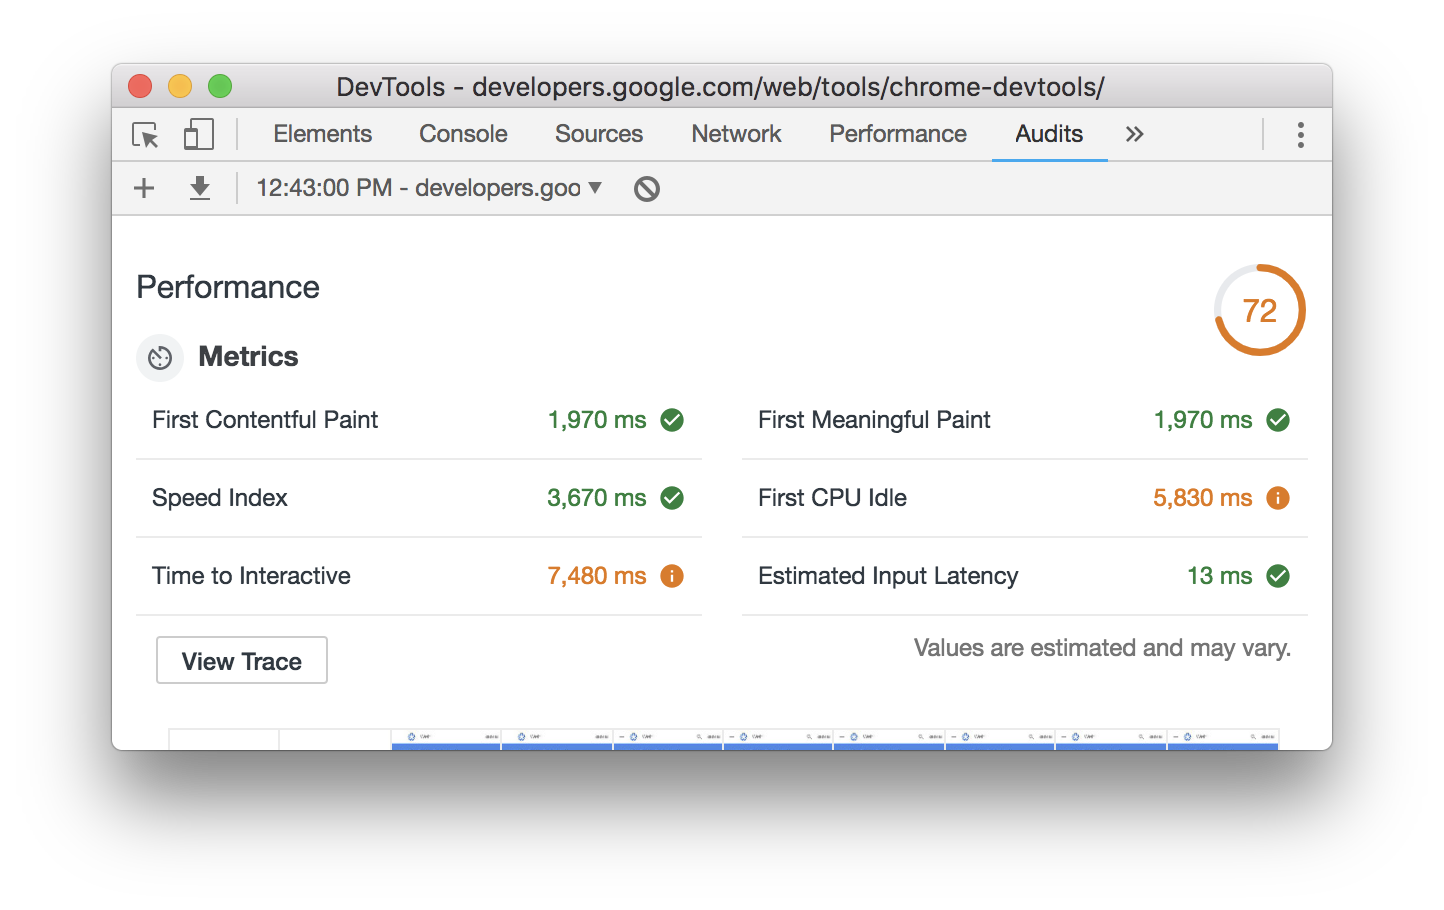 DevTools - developers.google.com/web/tools/chrome-devtools/
Elements Console Sources Network Performance Audits »
12:43:00 PM - developers.goo
Performance
72
Metrics
First Contentful Paint 1,970 ms
First Meaningful Paint 1,970 ms
Speed Index 3,670 ms
First CPU Idle 5,830 ms
Time to Interactive 7,480 ms
Estimated Input Latency 13 ms
View Trace
Values are estimated and may vary.